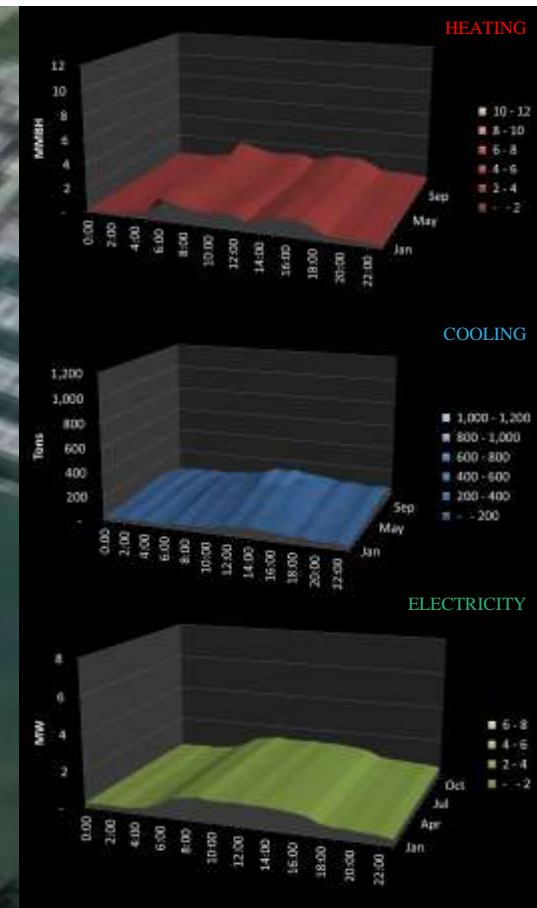 HEATING
12
10
8
6
4
2
-
MMBH
0:00
2:00
4:00
6:00
8:00
10:00
12:00
14:00
16:00
18:00
20:00
22:00
Jan
May
Sep
10 - 12
8 - 10
6 - 8
4 - 6
2 - 4
- - 2
COOLING
1,200
1,000
800
600
400
200
-
Tons
0:00
2:00
4:00
6:00
8:00
10:00
12:00
14:00
16:00
18:00
20:00
22:00
Jan
May
Sep
1,000 - 1,200
800 - 1,000
600 - 800
400 - 600
200 - 400
- - 200
ELECTRICITY
8
6
4
2
-
MW
0:00
2:00
4:00
6:00
8:00
10:00
12:00
14:00
16:00
18:00
20:00
22:00
Jan
Apr
Jul
Oct
6 - 8
4 - 6
2 - 4
- - 2